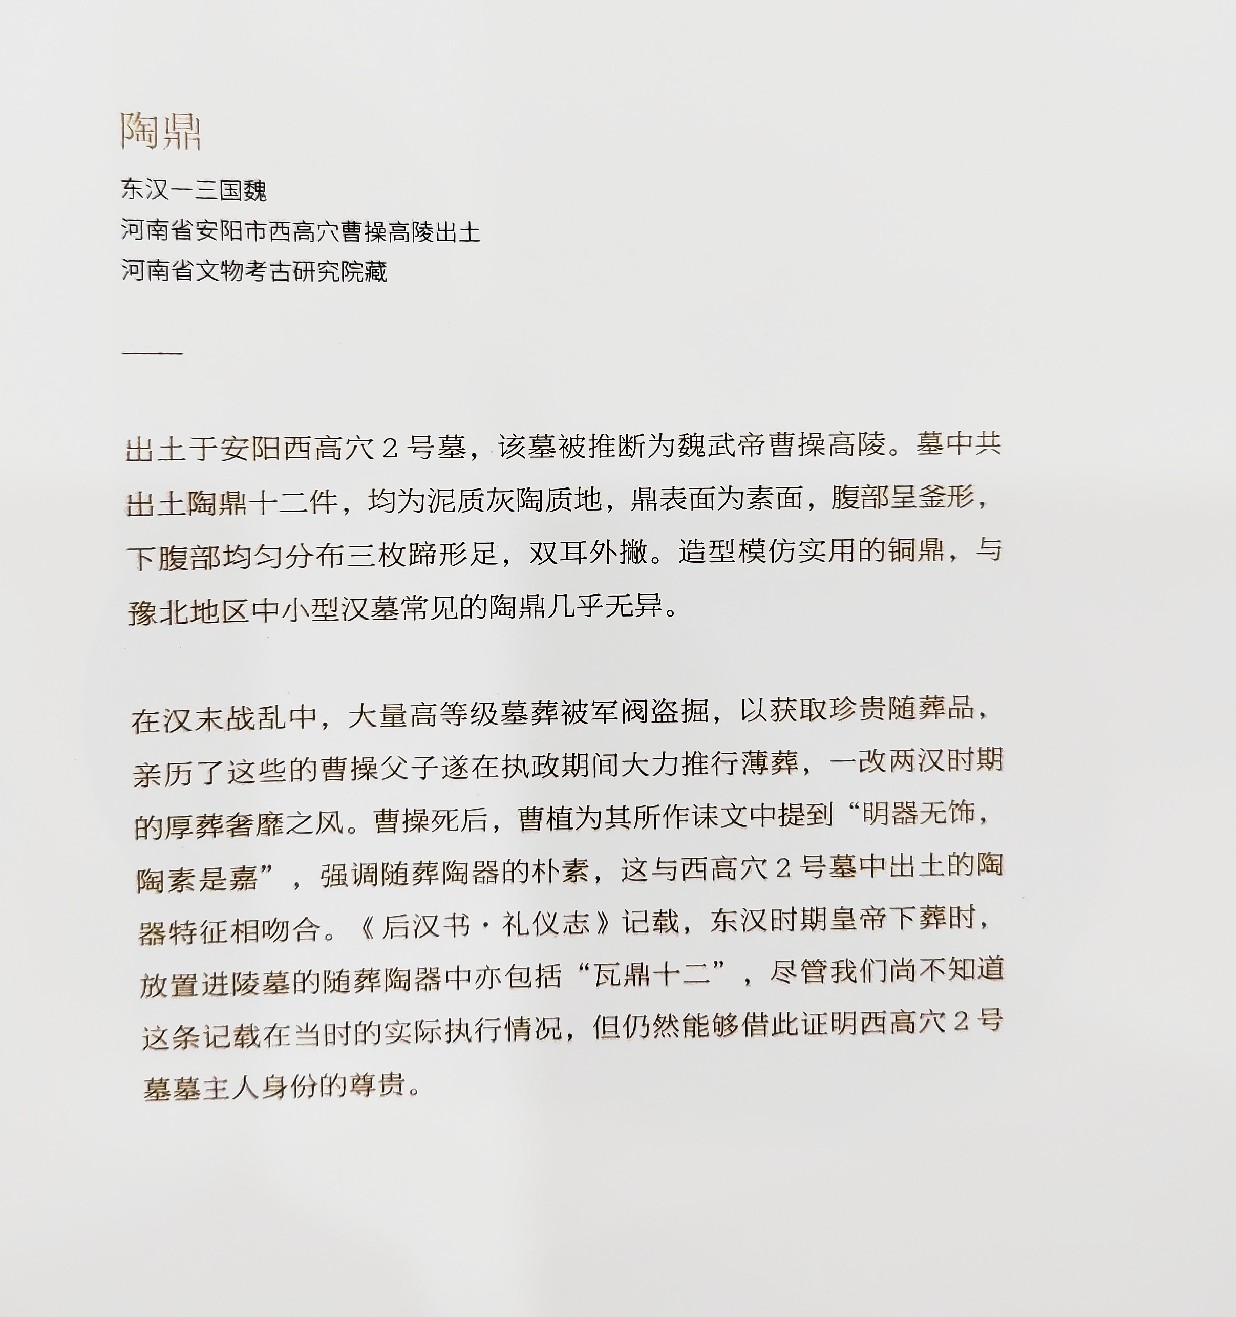 陶鼎
东汉—三国魏
河南省安阳市西高穴曹操高陵出土
河南省文物考古研究院藏
出土于安阳西高穴2号墓，该墓被推断为魏武帝曹操高陵。墓中共
出土陶鼎十二件，均为泥质灰陶质地，鼎表面为素面，腹部呈釜形，
下腹部均匀分布三枚蹄形足，双耳外撇。造型模仿实用的铜鼎，与
豫北地区中小型汉墓常见的陶鼎几乎无异。
在汉末战乱中，大量高等级墓葬被军阀盗掘，以获取珍贵随葬品，
亲历了这些的曹操父子遂在执政期间大力推行薄葬，一改两汉时期
的厚葬奢靡之风。曹操死后，曹植为其所作诔文中提到“明器无饰，
陶素是嘉”，强调随葬陶器的朴素，这与西高穴2号墓中出土的陶
器特征相吻合。《后汉书·礼仪志》记载，东汉时期皇帝下葬时，
放置进陵墓的随葬陶器中亦包括“瓦鼎十二”，尽管我们尚不知道
这条记载在当时的实际执行情况，但仍然能够借此证明西高穴2号
墓墓主人身份的尊贵。